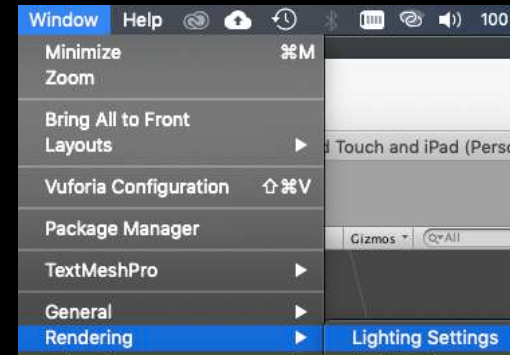 Window Help 100
Minimize ⌘M
Zoom
Bring All to Front
Layouts
Touch and iPad (Perso
Vuforia Configuration ⇧⌘V
Package Manager
Gizmos All
TextMeshPro
General
Rendering Lighting Settings